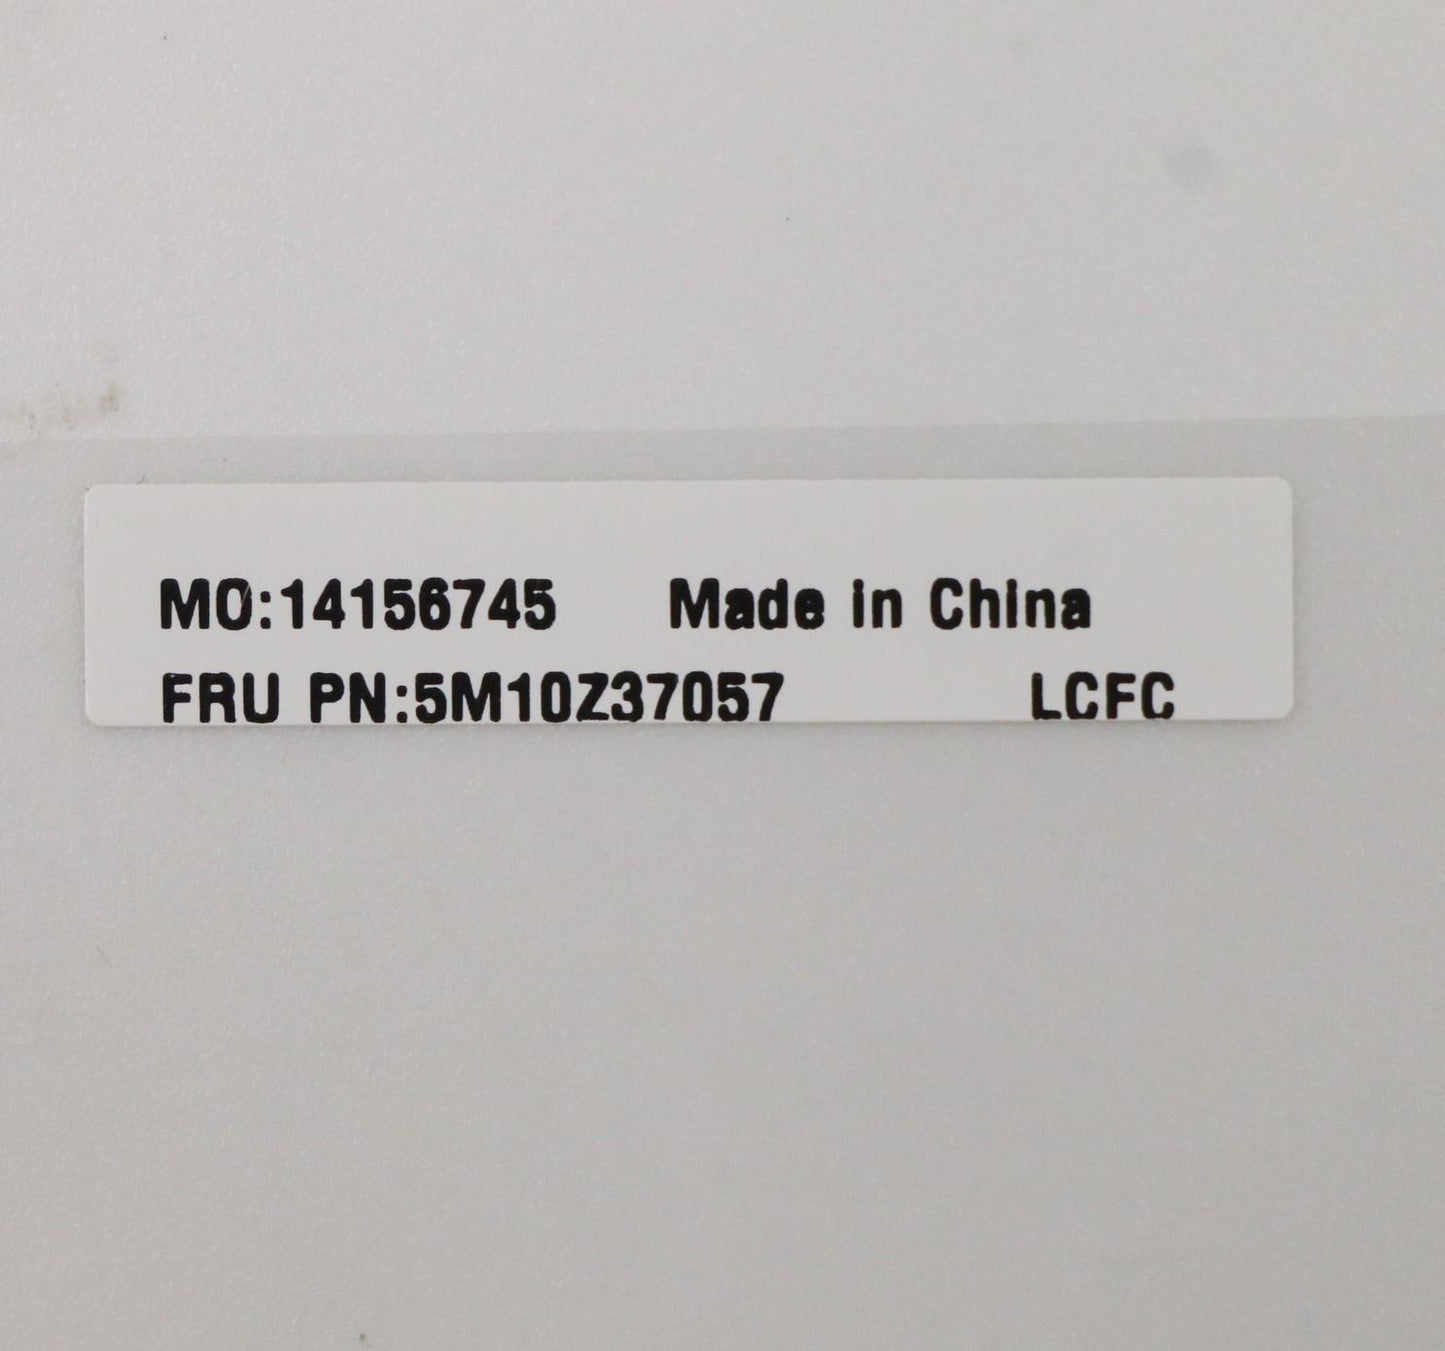 MO:14156745 Made in China
FRU PN:5M10Z37057 LCFC